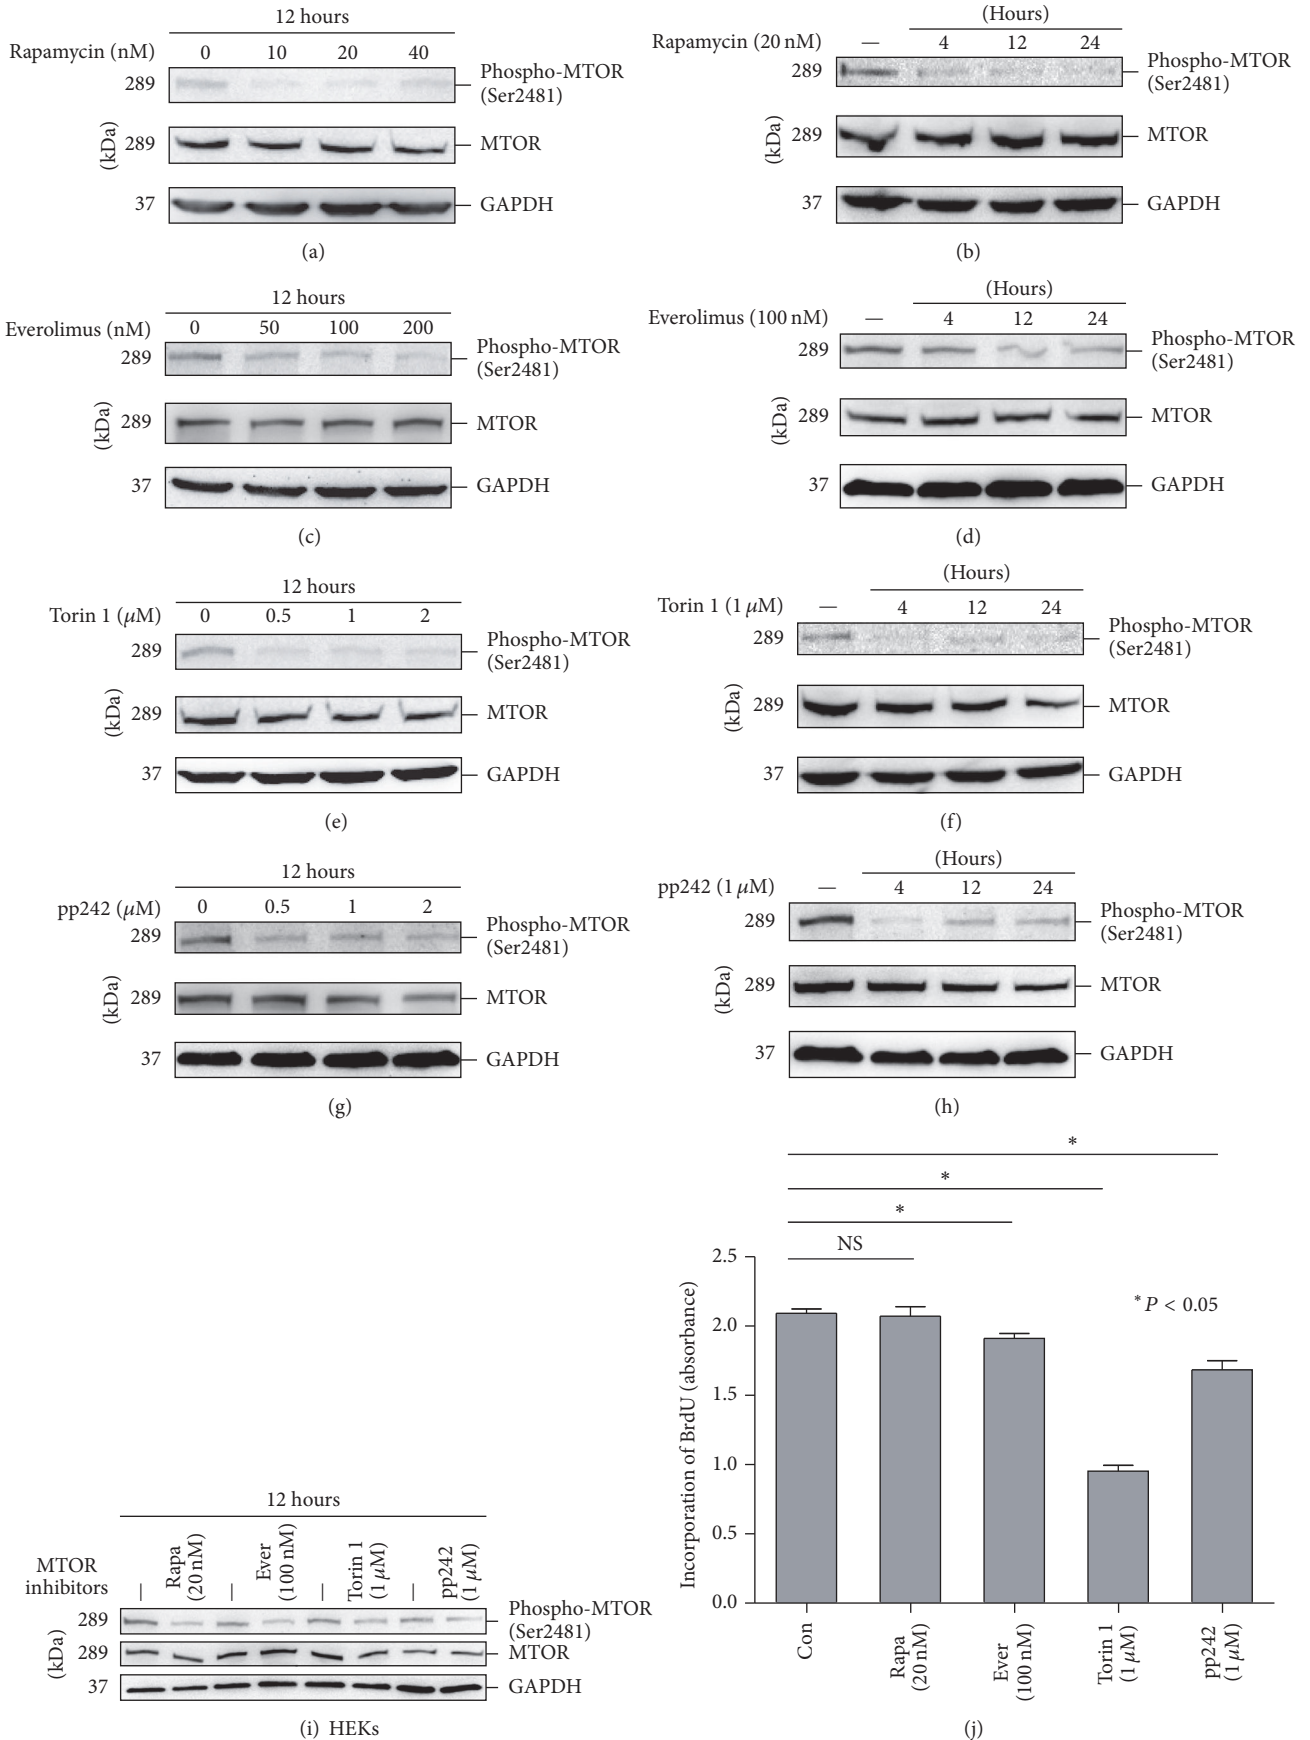 12 hours
Rapamycin (nM) 0 10 20 40
289 Phospho-MTOR
(Ser2481)
289 MTOR
(kDa)
37 GAPDH
(a)
(Hours)
Rapamycin (20 nM) — 4 12 24
289 Phospho-MTOR
(Ser2481)
289 MTOR
(kDa)
37 GAPDH
(b)
12 hours
Everolimus (nM) 0 50 100 200
289 Phospho-MTOR
(Ser2481)
289 MTOR
(kDa)
37 GAPDH
(c)
(Hours)
Everolimus (100 nM) — 4 12 24
289 Phospho-MTOR
(Ser2481)
289 MTOR
(kDa)
37 GAPDH
(d)
12 hours
Torin 1 (μM) 0 0.5 1 2
289 Phospho-MTOR
(Ser2481)
289 MTOR
(kDa)
37 GAPDH
(e)
(Hours)
Torin 1 (1 μM) — 4 12 24
289 Phospho-MTOR
(Ser2481)
289 MTOR
(kDa)
37 GAPDH
(f)
12 hours
pp242 (μM) 0 0.5 1 2
289 Phospho-MTOR
(Ser2481)
289 MTOR
(kDa)
37 GAPDH
(g)
(Hours)
pp242 (1 μM) — 4 12 24
289 Phospho-MTOR
(Ser2481)
289 MTOR
(kDa)
37 GAPDH
(h)
12 hours
MTOR
inhibitors
—
Rapa
(20 nM)
—
Ever
(100 nM)
—
Torin 1
(1 μM)
—
pp242
(1 μM)
289 Phospho-MTOR
(Ser2481)
289 MTOR
(kDa)
37 GAPDH
(i) HEKs
*
*
*
NS
*P < 0.05
Incorporation of BrdU (absorbance)
2.5
2.0
1.5
1.0
0.5
0.0
Con
Rapa
(20 nM)
Ever
(100 nM)
Torin 1
(1 μM)
pp242
(1 μM)
(j)